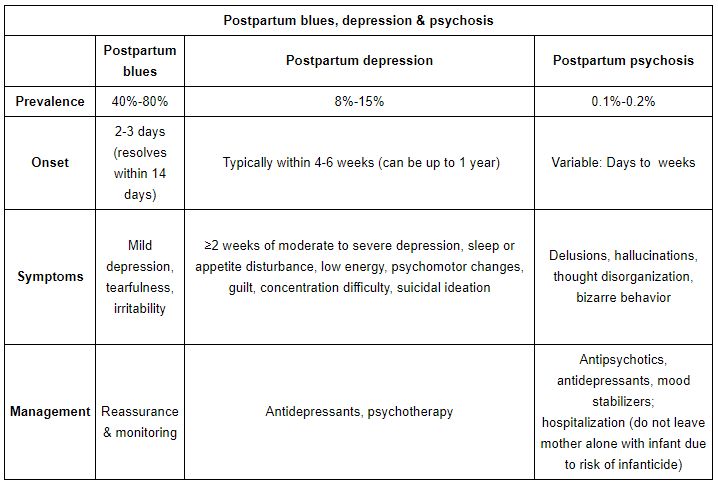 Postpartum blues, depression & psychosis
Postpartum
blues
Postpartum depression
Postpartum psychosis
Prevalence
40%-80%
8%-15%
0.1%-0.2%
Onset
2-3 days
(resolves
within 14
days)
Typically within 4-6 weeks (can be up to 1 year)
Variable: Days to weeks
Symptoms
Mild
depression,
tearfulness,
irritability
≥2 weeks of moderate to severe depression, sleep or
appetite disturbance, low energy, psychomotor changes,
guilt, concentration difficulty, suicidal ideation
Delusions, hallucinations,
thought disorganization,
bizarre behavior
Management
Reassurance
& monitoring
Antidepressants, psychotherapy
Antipsychotics,
antidepressants, mood
stabilizers;
hospitalization (do not leave
mother alone with infant due
to risk of infanticide)